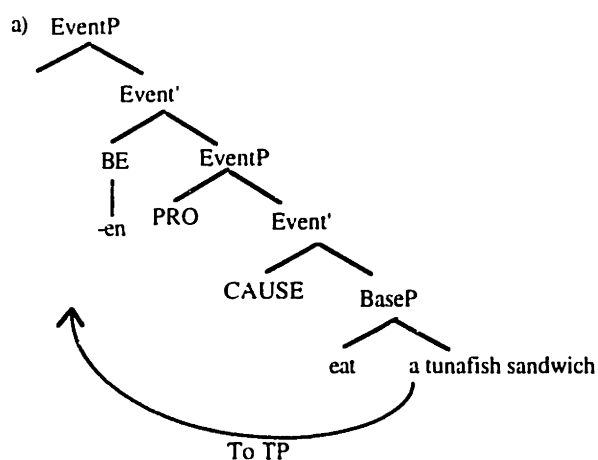 a) EventP
Event'
BE EventP
-en PRO Event'
CAUSE BaseP
eat a tunafish sandwich
To TP